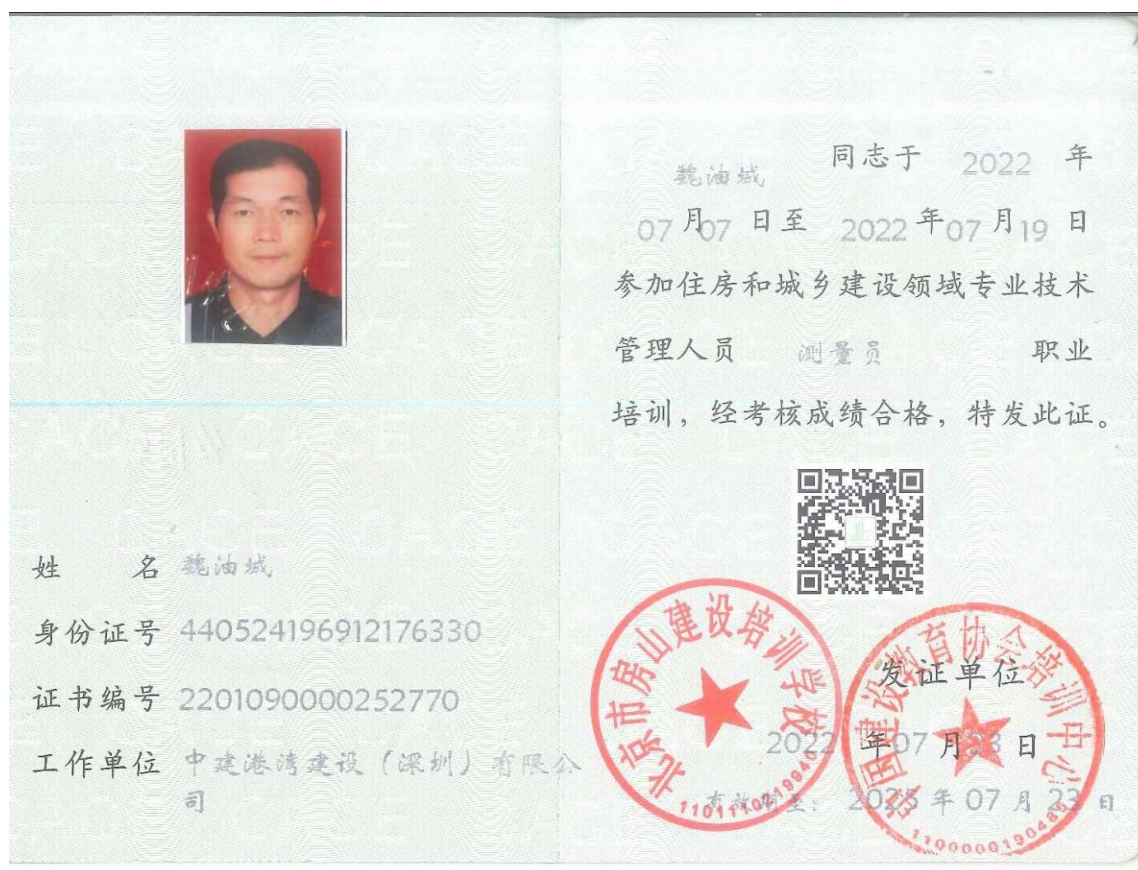 姓 名 魏油城
身份证号 440524196912176330
证书编号 2201090000252770
工作单位 中建港湾建设（深圳）有限公
司
魏油城 同志于 2022 年
07 月 07 日至 2022 年 07 月 19 日
参加住房和城乡建设领域专业技术
管理人员 测量员 职业
培训，经考核成绩合格，特发此证。
北京市房山建设培训学校
中国建设教育协会培训中心
发证单位
2022 年 07 月 23 日
有效期至： 2025 年 07 月 23 日
1100000190485